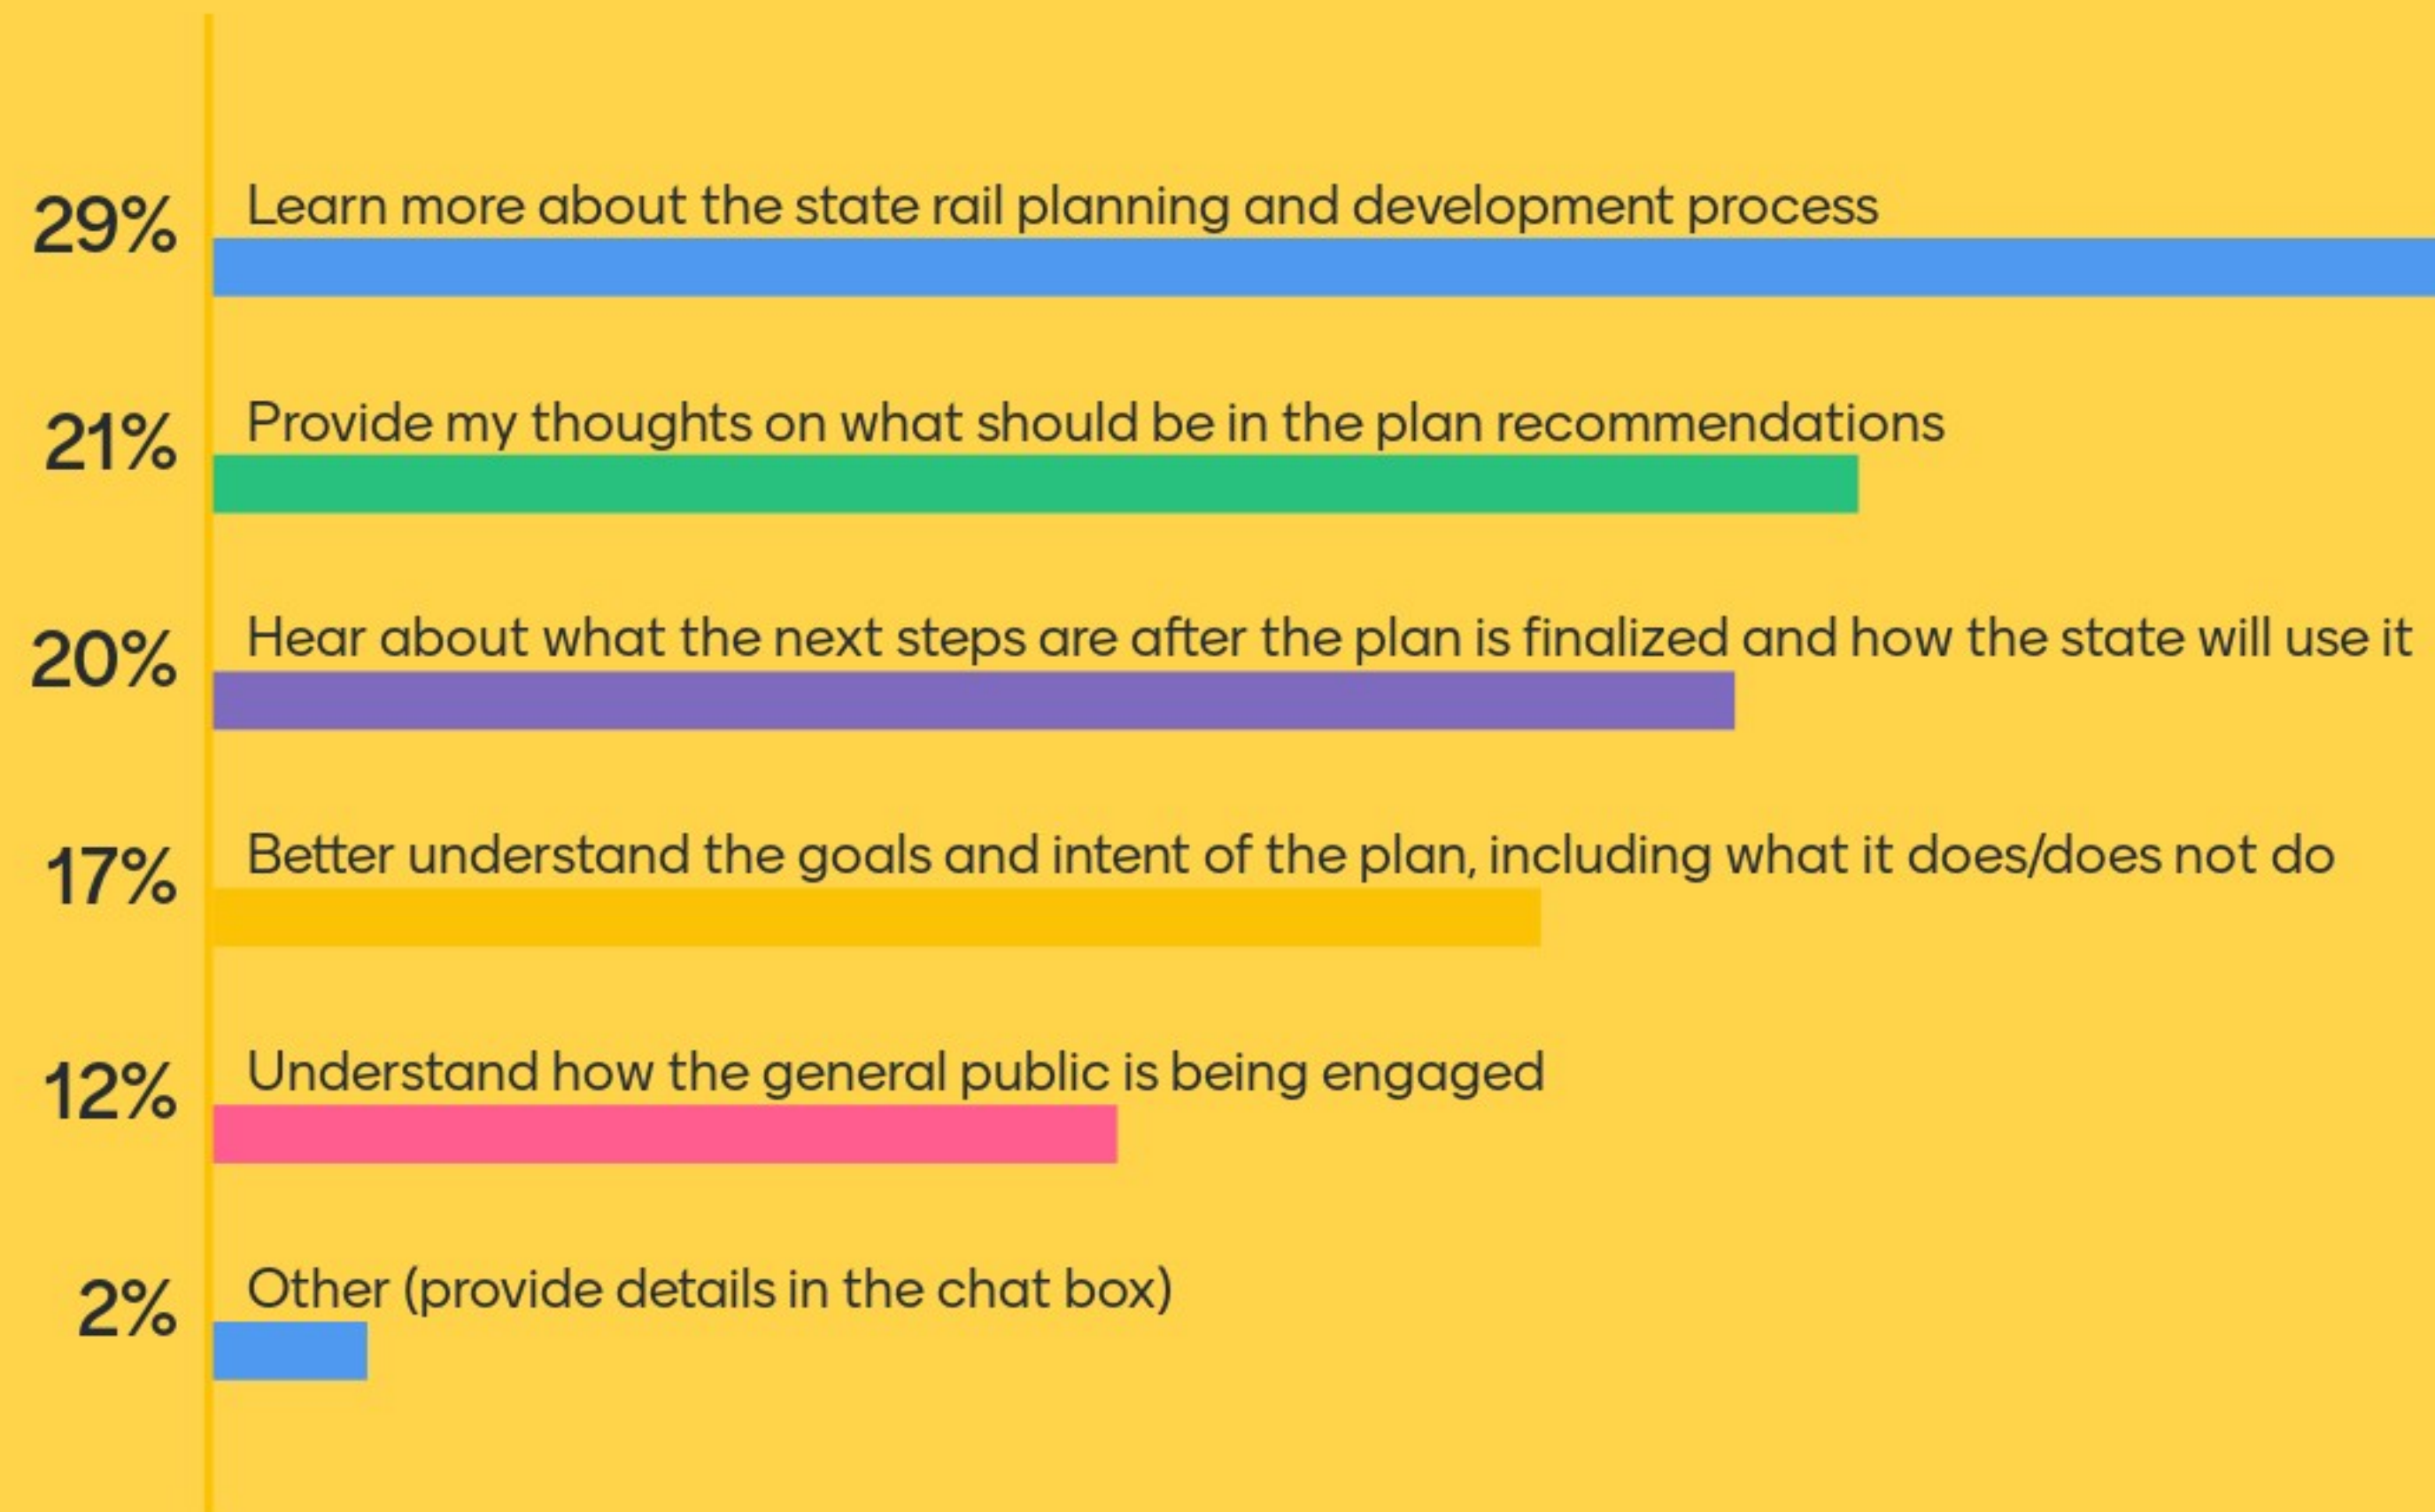 29% Learn more about the state rail planning and development process
21% Provide my thoughts on what should be in the plan recommendations
20% Hear about what the next steps are after the plan is finalized and how the state will use it
17% Better understand the goals and intent of the plan, including what it does/does not do
12% Understand how the general public is being engaged
2% Other (provide details in the chat box)